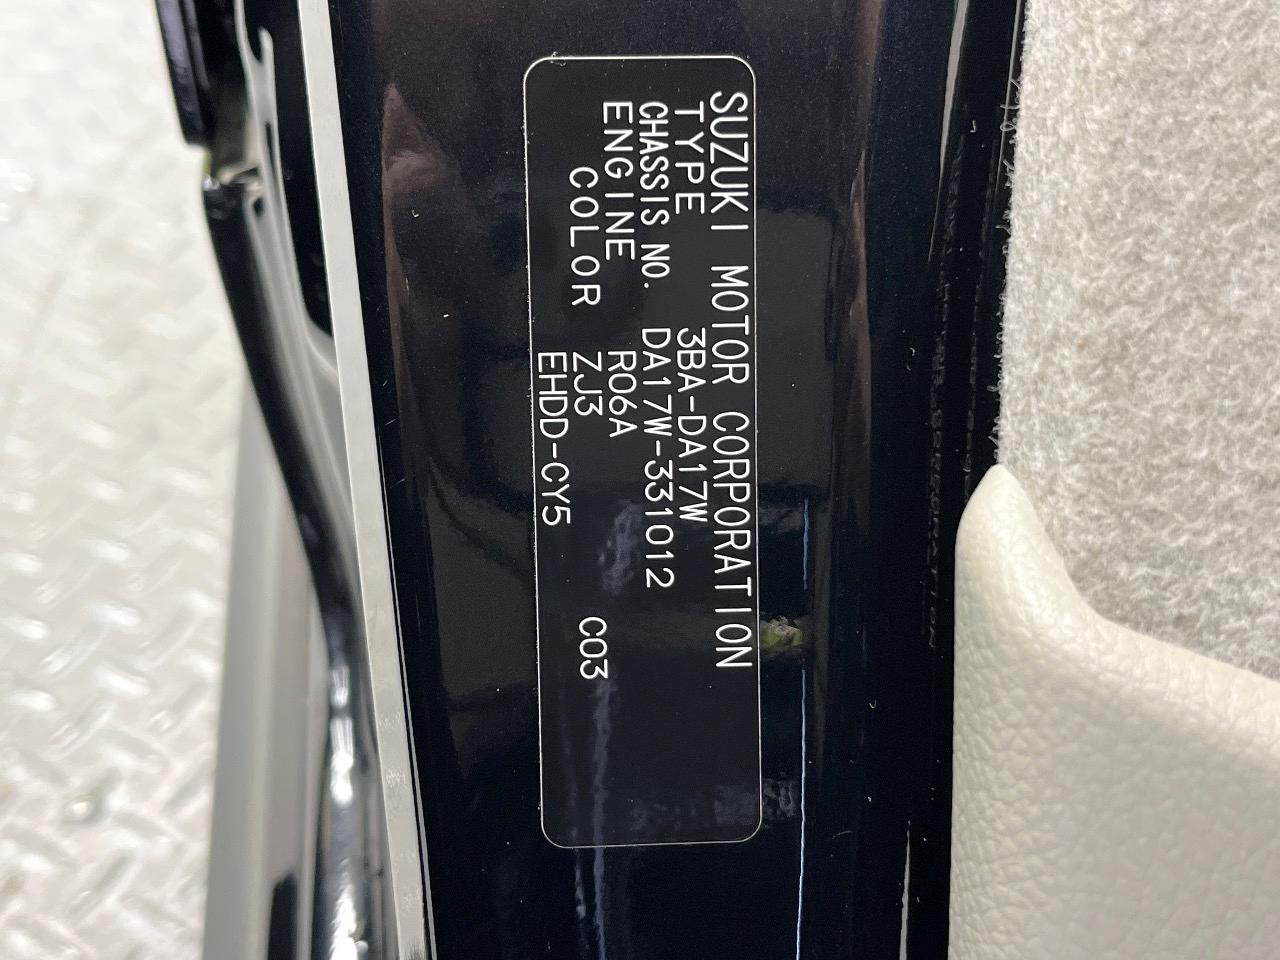 SUZUKI MOTOR CORPORATION
TYPE 3BA-DA17W
CHASSIS NO. DA17W-331012
ENGINE R06A
COLOR ZJ3 C03
EHDD-CY5